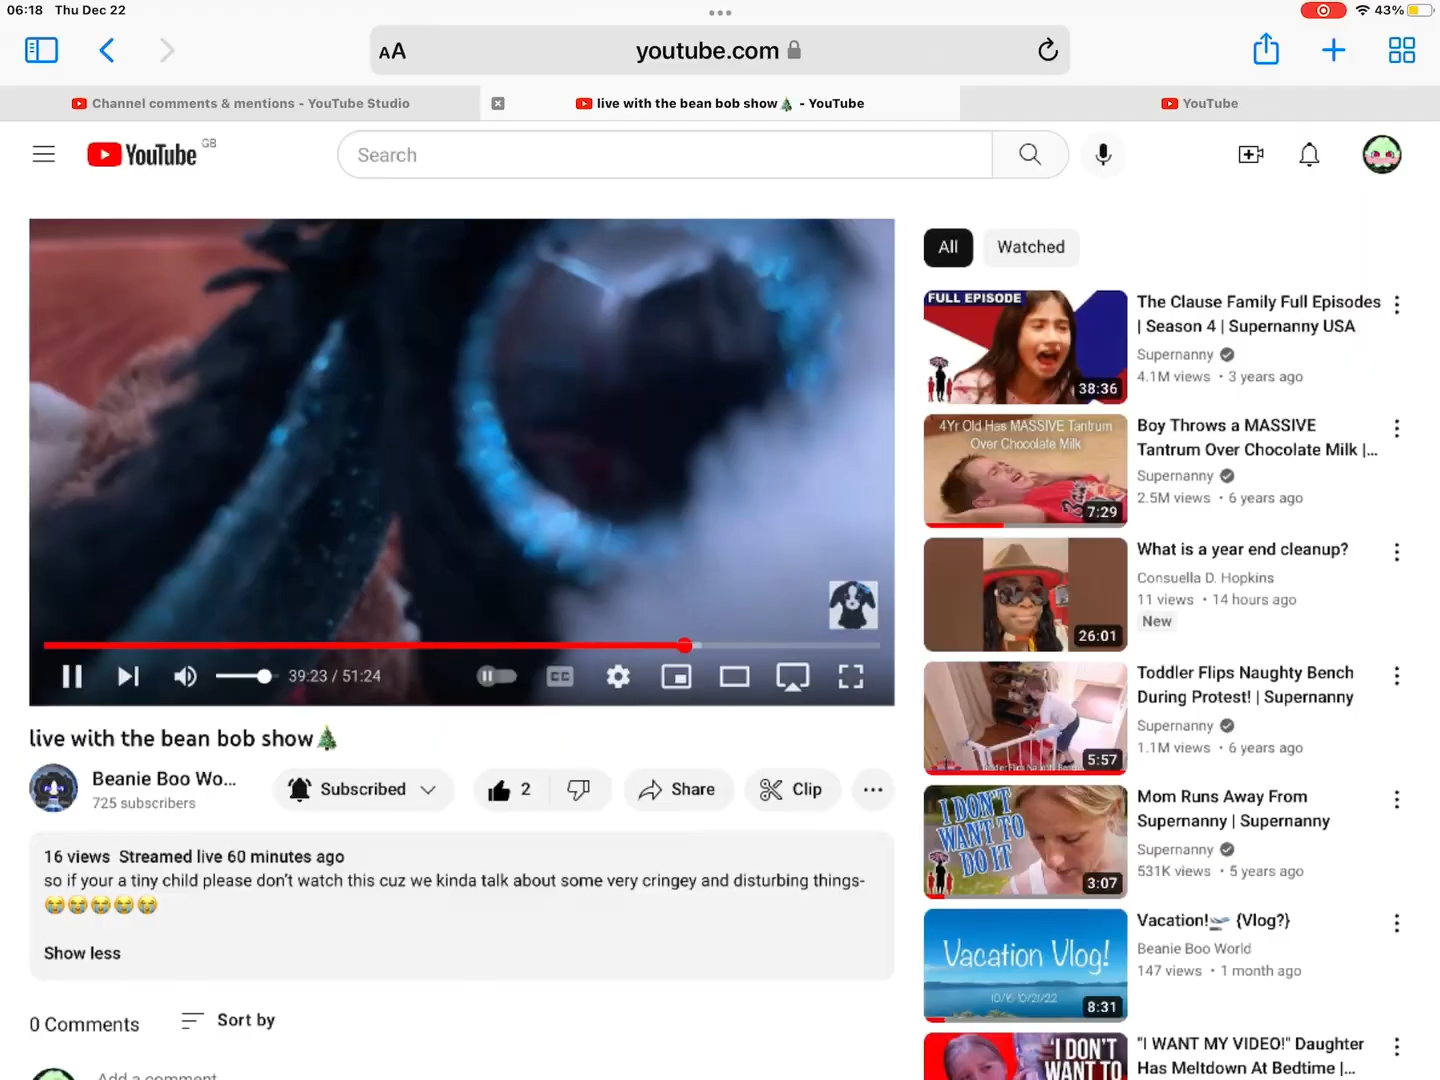 06:18 Thu Dec 22
43%
AA
youtube.com
Channel comments & mentions - YouTube Studio
live with the bean bob show🎄 - YouTube
YouTube
YouTube GB
Search
All
Watched
FULL EPISODE
38:36
The Clause Family Full Episodes
| Season 4 | Supernanny USA
Supernanny
4.1M views • 3 years ago
4Yr Old Has MASSIVE Tantrum
Over Chocolate Milk
7:29
Boy Throws a MASSIVE
Tantrum Over Chocolate Milk |...
Supernanny
2.5M views • 6 years ago
26:01
What is a year end cleanup?
Consuella D. Hopkins
11 views • 14 hours ago
New
5:57
Toddler Flips Naughty Bench
During Protest! | Supernanny
Supernanny
1.1M views • 6 years ago
I DON'T
WANT TO
DO IT
3:07
Mom Runs Away From
Supernanny | Supernanny
Supernanny
531K views • 5 years ago
Vacation Vlog!
10/16-10/21/22
8:31
Vacation!🛫 {Vlog?}
Beanie Boo World
147 views • 1 month ago
'I DON'T
WANT TO
"I WANT MY VIDEO!" Daughter
Has Meltdown At Bedtime |...
39:23 / 51:24
CC
live with the bean bob show🎄
Beanie Boo Wo...
725 subscribers
Subscribed
2
Share
Clip
16 views Streamed live 60 minutes ago
so if your a tiny child please don't watch this cuz we kinda talk about some very cringey and disturbing things-
😭😭😭😭😭
Show less
0 Comments
Sort by
Add a comment